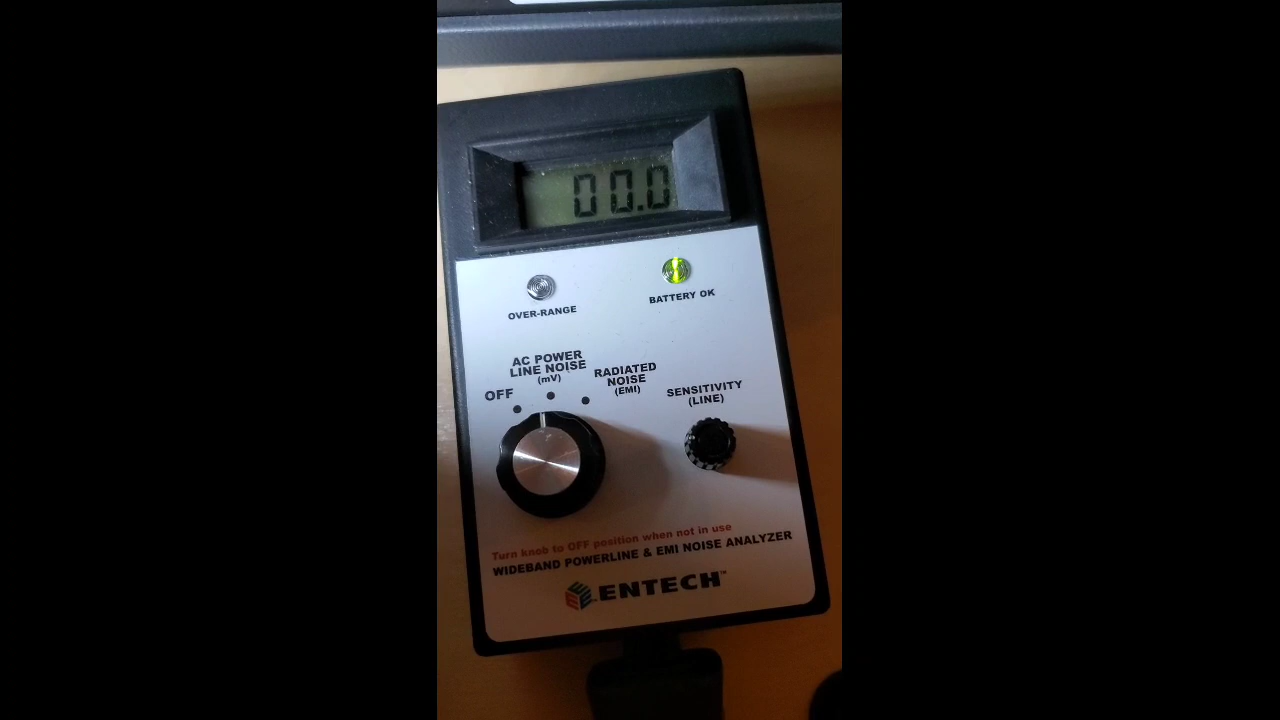 00.0
OVER-RANGE
BATTERY OK
OFF
AC POWER
LINE NOISE
(mV)
RADIATED
NOISE
(EMI)
SENSITIVITY
(LINE)
Turn knob to OFF position when not in use
WIDEBAND POWERLINE & EMI NOISE ANALYZER
ENTECH™